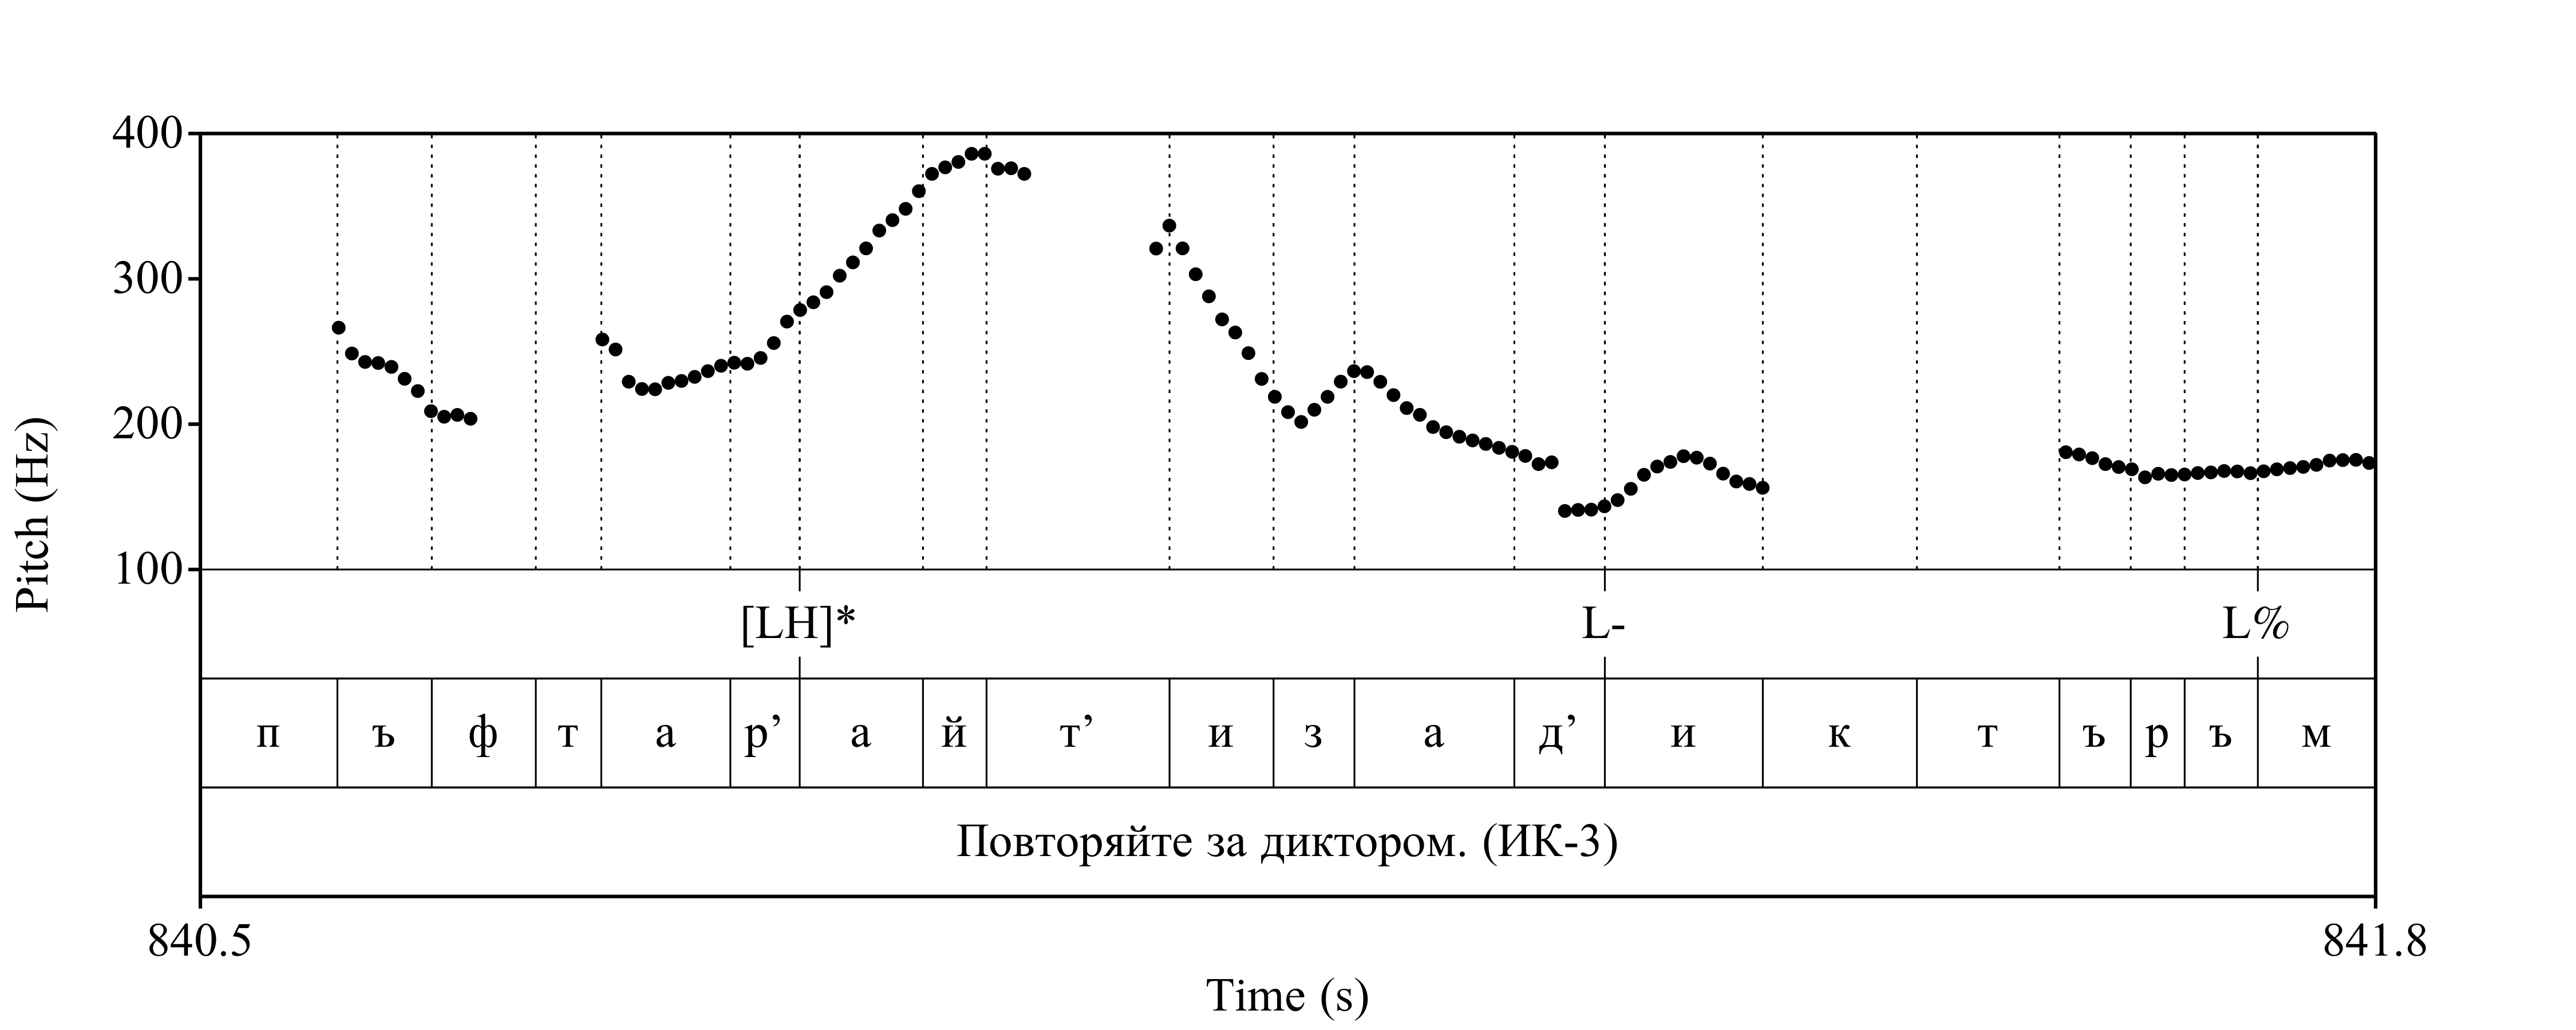 400
300
200
100
Pitch (Hz)
[LH]* L- L%
п ъ ф т а р’ а й т’ и з а д’ и к т ъ р ъ м
Повторяйте за диктором. (ИК-3)
840.5 841.8
Time (s)